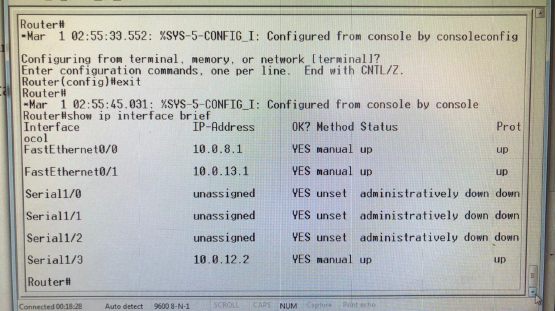 Router#
*Mar  1 02:55:33.552: %SYS-5-CONFIG_I: Configured from console by consoleconfig
Configuring from terminal, memory, or network [terminal]?
Enter configuration commands, one per line.  End with CNTL/Z.
Router(config)#exit
Router#
*Mar  1 02:55:45.031: %SYS-5-CONFIG_I: Configured from console by console
Router#show ip interface brief
Interface                  IP-Address      OK? Method Status                Prot
ocol
FastEthernet0/0            10.0.8.1        YES manual up                    up
FastEthernet0/1            10.0.13.1       YES manual up                    up
Serial1/0                  unassigned      YES unset  administratively down down
Serial1/1                  unassigned      YES unset  administratively down down
Serial1/2                  unassigned      YES unset  administratively down down
Serial1/3                  10.0.12.2       YES manual up                    up
Router#
Connected 00:18:28 Auto detect 9600 8-N-1 SCROLL CAPS NUM Capture Print echo